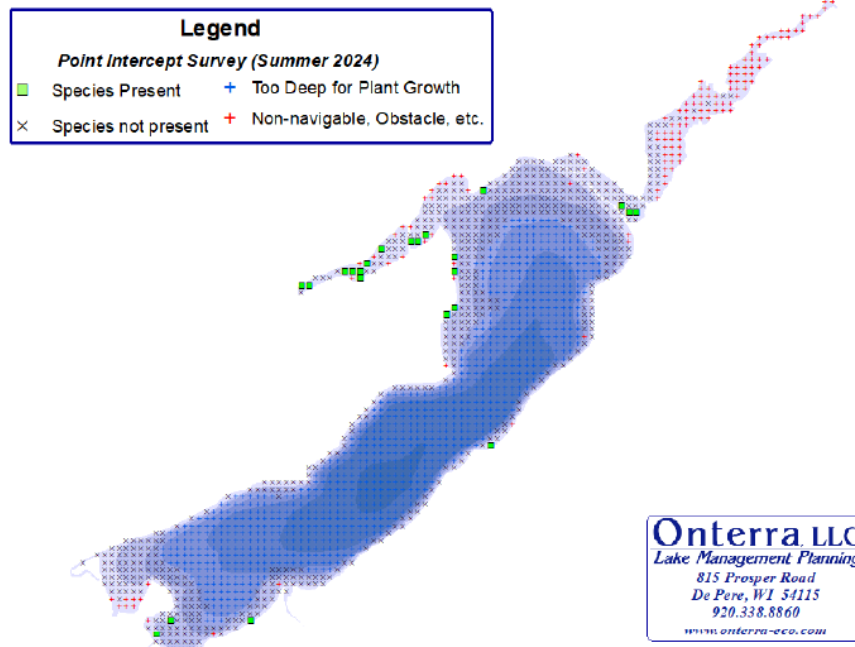 Legend
Point Intercept Survey (Summer 2024)
Species Present
Too Deep for Plant Growth
Species not present
Non-navigable, Obstacle, etc.
Onterra, LLC
Lake Management Planning
815 Prosper Road
De Pere, WI 54115
920.338.8860
www.onterra-eco.com